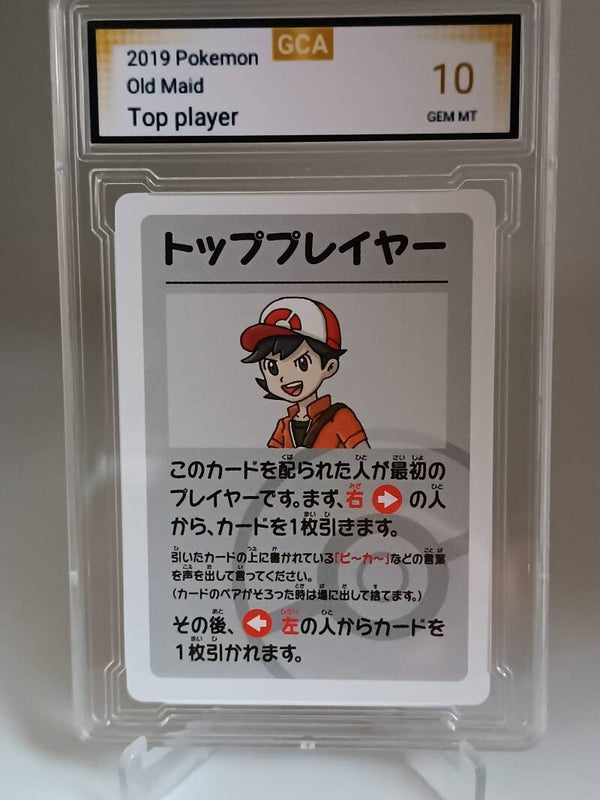 GCA
2019 Pokemon
Old Maid
Top player
10
GEM MT
トッププレイヤー
このカードを配られた人が最初の
プレイヤーです。まず、右 の人
から、カードを1枚引きます。
引いたカードの上に書かれている「ピ〜カ〜」などの言葉
を声を出して言ってください。
(カードのペアがそろった時は場に出して捨てます。)
その後、 左の人からカードを
1枚引かれます。